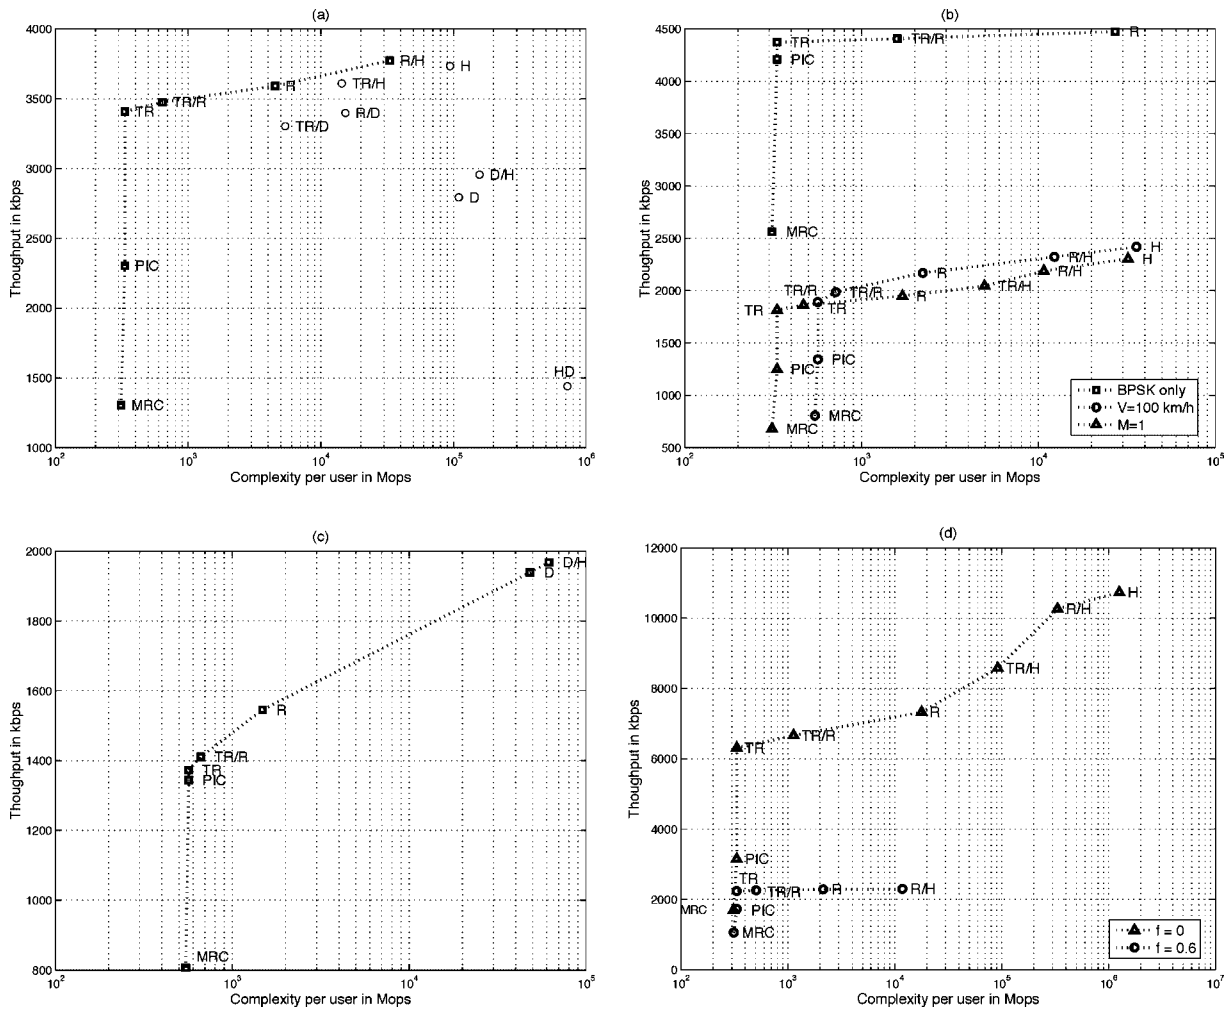 (a)
4000
3500
3000
2500
2000
1500
1000
Thoughput in kbps
R/H
H
R
TR/H
TR/R
TR
R/D
TR/D
D/H
D
PIC
HD
MRC
10^2
10^3
10^4
10^5
10^6
Complexity per user in Mops
(b)
4500
4000
3500
3000
2500
2000
1500
1000
500
Thoughput in kbps
R
TR/R
TR
PIC
MRC
H
R/H
R
H
R/H
TR/H
TR/R
TR/R
R
TR
TR
PIC
PIC
MRC
MRC
BPSK only
V=100 km/h
M=1
10^2
10^3
10^4
10^5
Complexity per user in Mops
(c)
2000
1800
1600
1400
1200
1000
800
Thoughput in kbps
D/H
D
R
TR/R
TR
PIC
MRC
10^2
10^3
10^4
10^5
Complexity per user in Mops
(d)
12000
10000
8000
6000
4000
2000
0
Thoughput in kbps
H
R/H
TR/H
R
TR/R
TR
PIC
TR
TR/R
R
R/H
MRC
PIC
MRC
f = 0
f = 0.6
10^2
10^3
10^4
10^5
10^6
10^7
Complexity per user in Mops